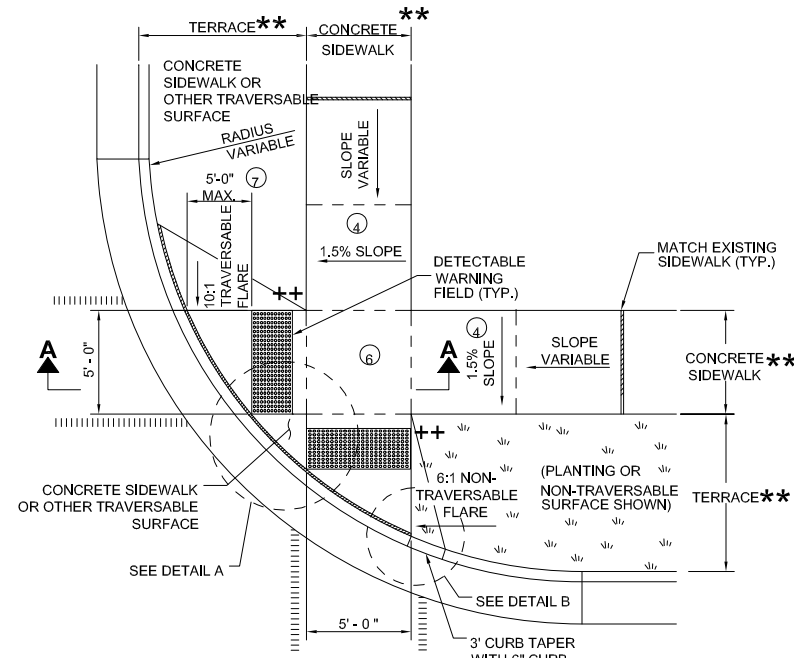 TERRACE**
**
CONCRETE
SIDEWALK
CONCRETE
SIDEWALK OR
OTHER TRAVERSABLE
SURFACE
RADIUS
VARIABLE
SLOPE
VARIABLE
5'-0"
MAX.
7
10:1
TRAVERSABLE
FLARE
4
1.5% SLOPE
DETECTABLE
WARNING
FIELD (TYP.)
MATCH EXISTING
SIDEWALK (TYP.)
++
A
5' - 0"
6
A
4
1.5%
SLOPE
SLOPE
VARIABLE
CONCRETE**
SIDEWALK
++
CONCRETE SIDEWALK
OR OTHER TRAVERSABLE
SURFACE
6:1 NON-
TRAVERSABLE
FLARE
(PLANTING OR
NON-TRAVERSABLE
SURFACE SHOWN)
TERRACE**
SEE DETAIL A
SEE DETAIL B
5' - 0"
3' CURB TAPER
WITH 6" CURB